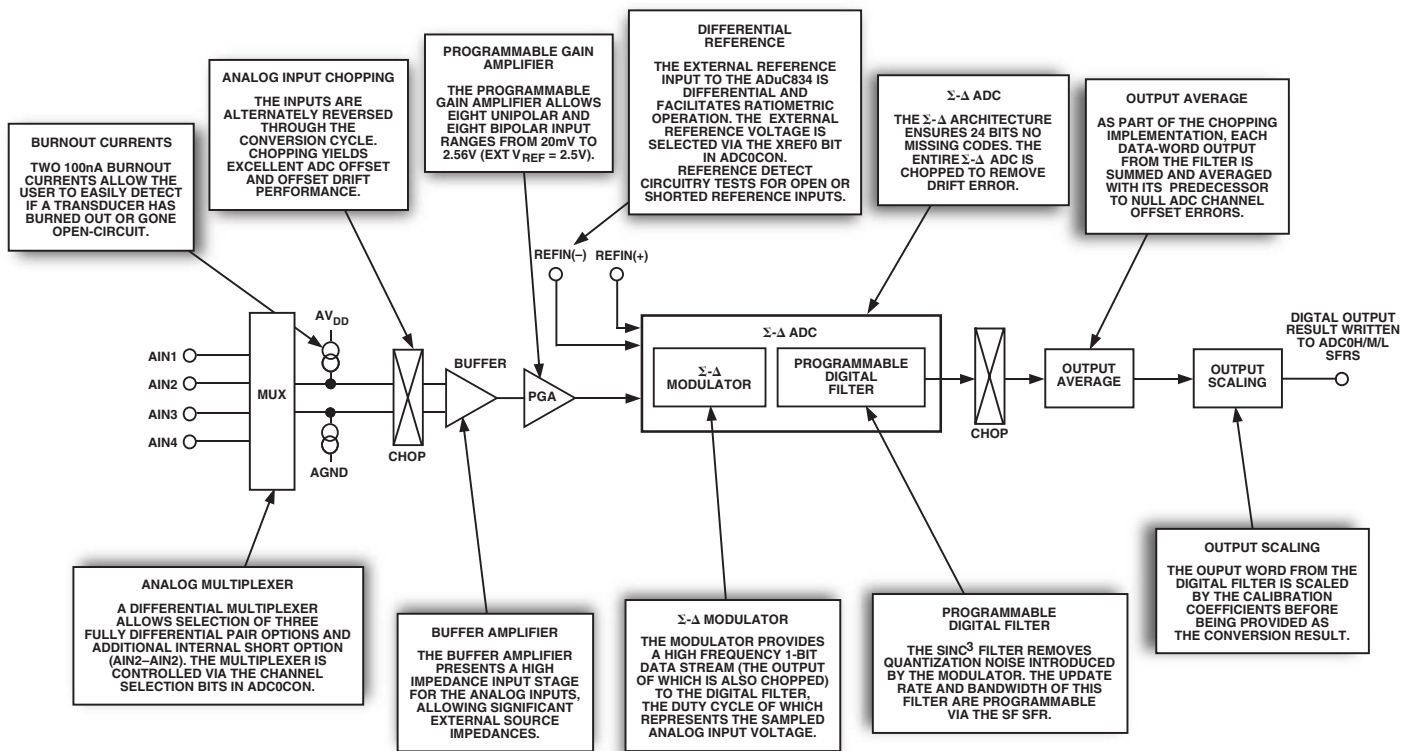 BURNOUT CURRENTS
TWO 100nA BURNOUT
CURRENTS ALLOW THE
USER TO EASILY DETECT
IF A TRANSDUCER HAS
BURNED OUT OR GONE
OPEN-CIRCUIT.
ANALOG INPUT CHOPPING
THE INPUTS ARE
ALTERNATELY REVERSED
THROUGH THE
CONVERSION CYCLE.
CHOPPING YIELDS
EXCELLENT ADC OFFSET
AND OFFSET DRIFT
PERFORMANCE.
PROGRAMMABLE GAIN
AMPLIFIER
THE PROGRAMMABLE
GAIN AMPLIFIER ALLOWS
EIGHT UNIPOLAR AND
EIGHT BIPOLAR INPUT
RANGES FROM 20mV TO
2.56V (EXT VREF = 2.5V).
DIFFERENTIAL
REFERENCE
THE EXTERNAL REFERENCE
INPUT TO THE ADuC834 IS
DIFFERENTIAL AND
FACILITATES RATIOMETRIC
OPERATION. THE EXTERNAL
REFERENCE VOLTAGE IS
SELECTED VIA THE XREF0 BIT
IN ADC0CON.
REFERENCE DETECT
CIRCUITRY TESTS FOR OPEN OR
SHORTED REFERENCE INPUTS.
Σ-Δ ADC
THE Σ-Δ ARCHITECTURE
ENSURES 24 BITS NO
MISSING CODES. THE
ENTIRE Σ-Δ ADC IS
CHOPPED TO REMOVE
DRIFT ERROR.
OUTPUT AVERAGE
AS PART OF THE CHOPPING
IMPLEMENTATION, EACH
DATA-WORD OUTPUT
FROM THE FILTER IS
SUMMED AND AVERAGED
WITH ITS PREDECESSOR
TO NULL ADC CHANNEL
OFFSET ERRORS.
REFIN(–) REFIN(+)
AIN1
AIN2
AIN3
AIN4
MUX
AVDD
AGND
CHOP
BUFFER
PGA
Σ-Δ ADC
Σ-Δ
MODULATOR
PROGRAMMABLE
DIGITAL
FILTER
CHOP
OUTPUT
AVERAGE
OUTPUT
SCALING
DIGTAL OUTPUT
RESULT WRITTEN
TO ADC0H/M/L
SFRS
ANALOG MULTIPLEXER
A DIFFERENTIAL MULTIPLEXER
ALLOWS SELECTION OF THREE
FULLY DIFFERENTIAL PAIR OPTIONS AND
ADDITIONAL INTERNAL SHORT OPTION
(AIN2–AIN2). THE MULTIPLEXER IS
CONTROLLED VIA THE CHANNEL
SELECTION BITS IN ADC0CON.
BUFFER AMPLIFIER
THE BUFFER AMPLIFIER
PRESENTS A HIGH
IMPEDANCE INPUT STAGE
FOR THE ANALOG INPUTS,
ALLOWING SIGNIFICANT
EXTERNAL SOURCE
IMPEDANCES.
Σ-Δ MODULATOR
THE MODULATOR PROVIDES
A HIGH FREQUENCY 1-BIT
DATA STREAM (THE OUTPUT
OF WHICH IS ALSO CHOPPED)
TO THE DIGITAL FILTER,
THE DUTY CYCLE OF WHICH
REPRESENTS THE SAMPLED
ANALOG INPUT VOLTAGE.
PROGRAMMABLE
DIGITAL FILTER
THE SINC³ FILTER REMOVES
QUANTIZATION NOISE INTRODUCED
BY THE MODULATOR. THE UPDATE
RATE AND BANDWIDTH OF THIS
FILTER ARE PROGRAMMABLE
VIA THE SF SFR.
OUTPUT SCALING
THE OUPUT WORD FROM THE
DIGITAL FILTER IS SCALED
BY THE CALIBRATION
COEFFICIENTS BEFORE
BEING PROVIDED AS
THE CONVERSION RESULT.